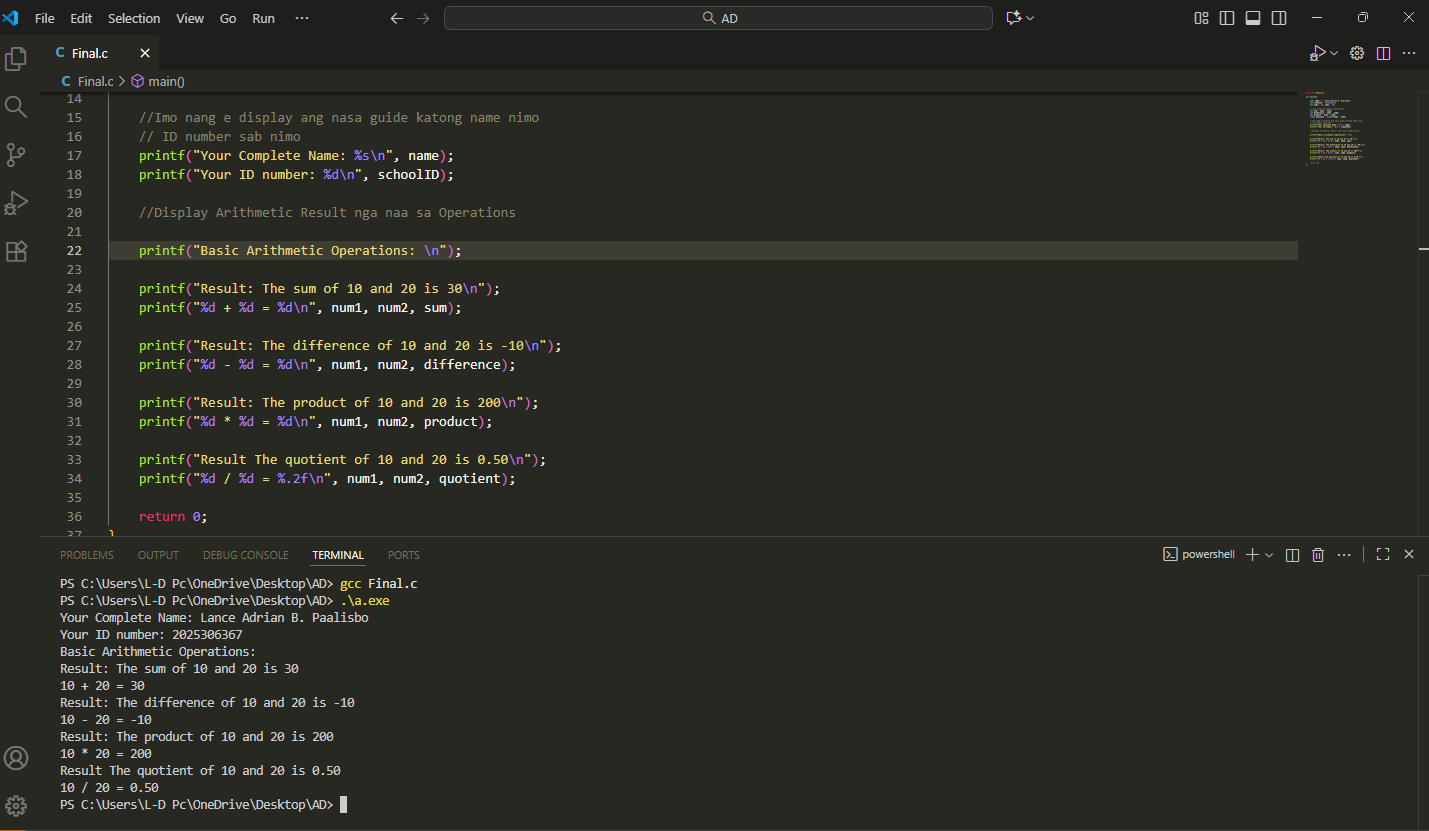 File Edit Selection View Go Run ··· AD
C Final.c
C Final.c > main()
14
15 //Imo nang e display ang nasa guide katong name nimo
16 // ID number sab nimo
17 printf("Your Complete Name: %s\n", name);
18 printf("Your ID number: %d\n", schoolID);
19
20 //Display Arithmetic Result nga naa sa Operations
21
22 printf("Basic Arithmetic Operations: \n");
23
24 printf("Result: The sum of 10 and 20 is 30\n");
25 printf("%d + %d = %d\n", num1, num2, sum);
26
27 printf("Result: The difference of 10 and 20 is -10\n");
28 printf("%d - %d = %d\n", num1, num2, difference);
29
30 printf("Result: The product of 10 and 20 is 200\n");
31 printf("%d * %d = %d\n", num1, num2, product);
32
33 printf("Result The quotient of 10 and 20 is 0.50\n");
34 printf("%d / %d = %.2f\n", num1, num2, quotient);
35
36 return 0;
37 }
PROBLEMS OUTPUT DEBUG CONSOLE TERMINAL PORTS powershell
PS C:\Users\L-D Pc\OneDrive\Desktop\AD> gcc Final.c
PS C:\Users\L-D Pc\OneDrive\Desktop\AD> .\a.exe
Your Complete Name: Lance Adrian B. Paalisbo
Your ID number: 2025306367
Basic Arithmetic Operations:
Result: The sum of 10 and 20 is 30
10 + 20 = 30
Result: The difference of 10 and 20 is -10
10 - 20 = -10
Result: The product of 10 and 20 is 200
10 * 20 = 200
Result The quotient of 10 and 20 is 0.50
10 / 20 = 0.50
PS C:\Users\L-D Pc\OneDrive\Desktop\AD>